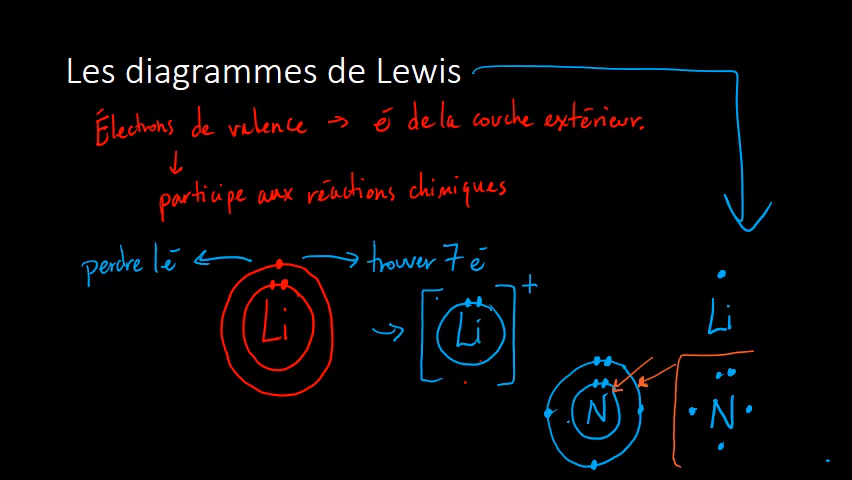 Les diagrammes de Lewis
Électrons de valence → é de la couche extérieur.
↓
participe aux réactions chimiques
perdre 1 é ← → trouver 7 é
Li → [Li]+
Li
N
N